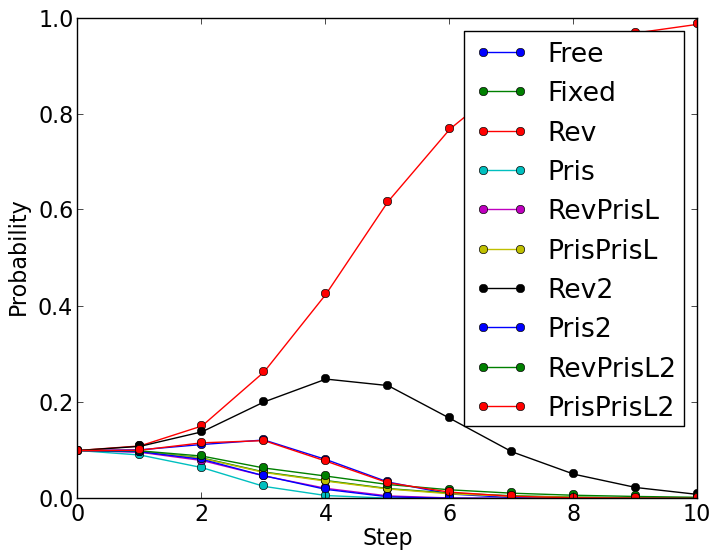 1.0
0.8
0.6
0.4
0.2
0.0
Probability
0
2
4
6
8
10
Step
Free
Fixed
Rev
Pris
RevPrisL
PrisPrisL
Rev2
Pris2
RevPrisL2
PrisPrisL2